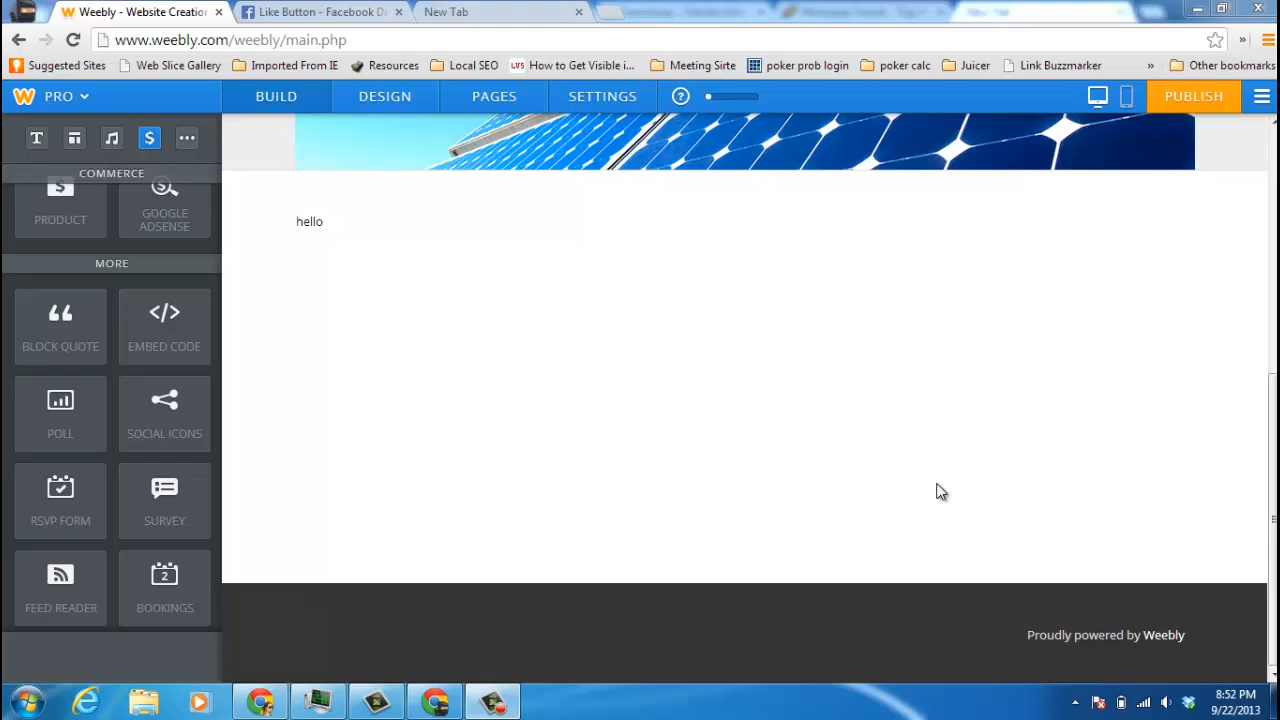 Weebly - Website Creation
Like Button - Facebook D
New Tab
www.weebly.com/weebly/main.php
Suggested Sites
Web Slice Gallery
Imported From IE
Resources
Local SEO
LVS
How to Get Visible i...
Meeting Sirte
poker prob login
poker calc
Juicer
Link Buzzmarker
»
Other bookmarks
PRO
BUILD
DESIGN
PAGES
SETTINGS
?
PUBLISH
T
$
COMMERCE
PRODUCT
GOOGLE
ADSENSE
MORE
BLOCK QUOTE
EMBED CODE
POLL
SOCIAL ICONS
RSVP FORM
SURVEY
FEED READER
2
BOOKINGS
hello
Proudly powered by Weebly
8:52 PM
9/22/2013